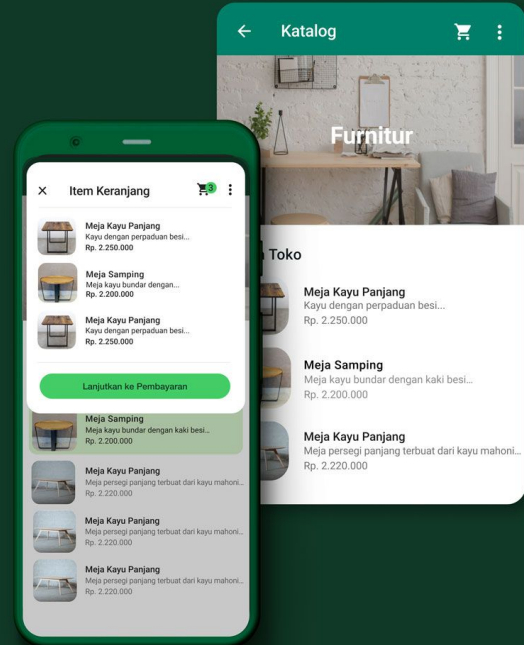 Katalog
Furnitur
Toko
Meja Kayu Panjang
Kayu dengan perpaduan besi...
Rp. 2.250.000
Meja Samping
Meja kayu bundar dengan kaki besi...
Rp. 2.200.000
Meja Kayu Panjang
Meja persegi panjang terbuat dari kayu mahoni...
Rp. 2.220.000
Item Keranjang
3
Meja Kayu Panjang
Kayu dengan perpaduan besi...
Rp. 2.250.000
Meja Samping
Meja kayu bundar dengan...
Rp. 2.200.000
Meja Kayu Panjang
Kayu dengan perpaduan besi...
Rp. 2.250.000
Lanjutkan ke Pembayaran
Meja Samping
Meja kayu bundar dengan kaki besi...
Rp. 2.200.000
Meja Kayu Panjang
Meja persegi panjang terbuat dari kayu mahoni...
Rp. 2.220.000
Meja Kayu Panjang
Meja persegi panjang terbuat dari kayu mahoni...
Rp. 2.220.000
Meja Kayu Panjang
Meja persegi panjang terbuat dari kayu mahoni...
Rp. 2.220.000